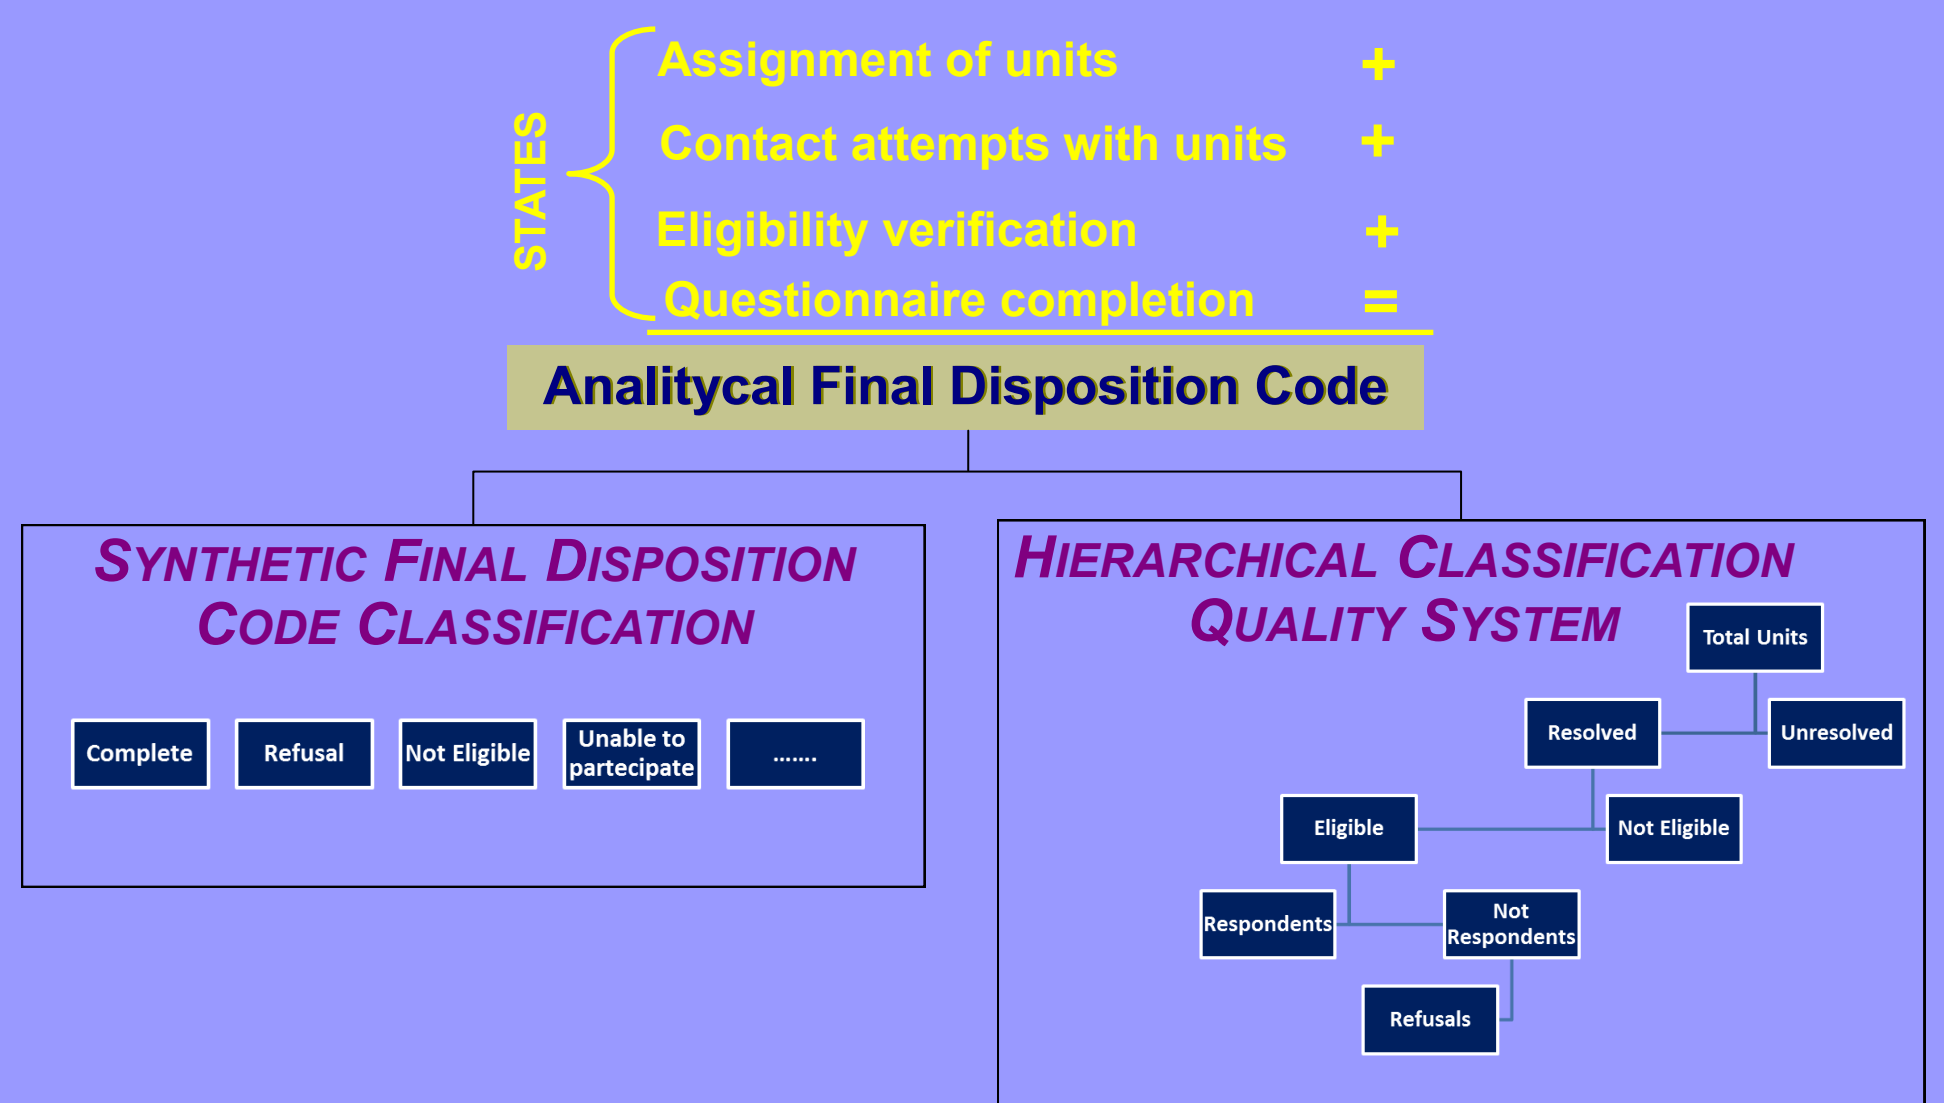 STATES
Assignment of units +
Contact attempts with units +
Eligibility verification +
Questionnaire completion =
Analitycal Final Disposition Code
SYNTHETIC FINAL DISPOSITION
CODE CLASSIFICATION
Complete
Refusal
Not Eligible
Unable to
partecipate
.......
HIERARCHICAL CLASSIFICATION
QUALITY SYSTEM
Total Units
Resolved
Unresolved
Eligible
Not Eligible
Respondents
Not
Respondents
Refusals